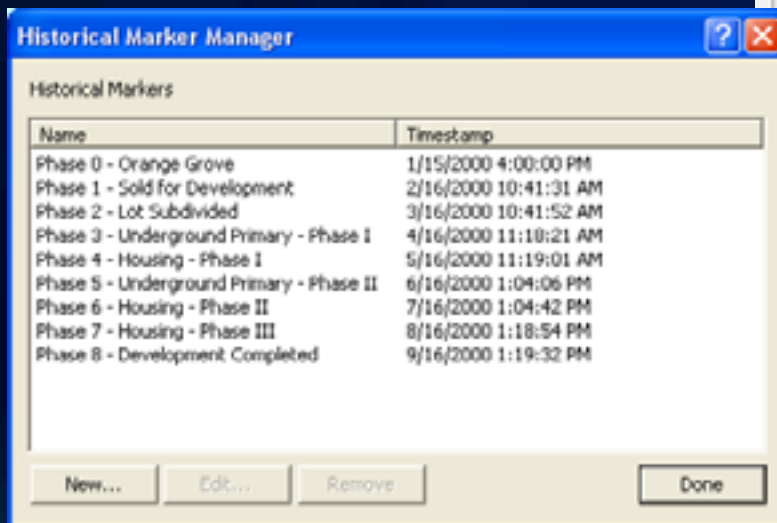 Historical Marker Manager
Historical Markers
Name Timestamp
Phase 0 - Orange Grove 1/15/2000 4:00:00 PM
Phase 1 - Sold for Development 2/16/2000 10:41:31 AM
Phase 2 - Lot Subdivided 3/16/2000 10:41:52 AM
Phase 3 - Underground Primary - Phase I 4/16/2000 11:18:21 AM
Phase 4 - Housing - Phase I 5/16/2000 11:19:01 AM
Phase 5 - Underground Primary - Phase II 6/16/2000 1:04:06 PM
Phase 6 - Housing - Phase II 7/16/2000 1:04:42 PM
Phase 7 - Housing - Phase III 8/16/2000 1:18:54 PM
Phase 8 - Development Completed 9/16/2000 1:19:32 PM
New... Edit... Remove Done